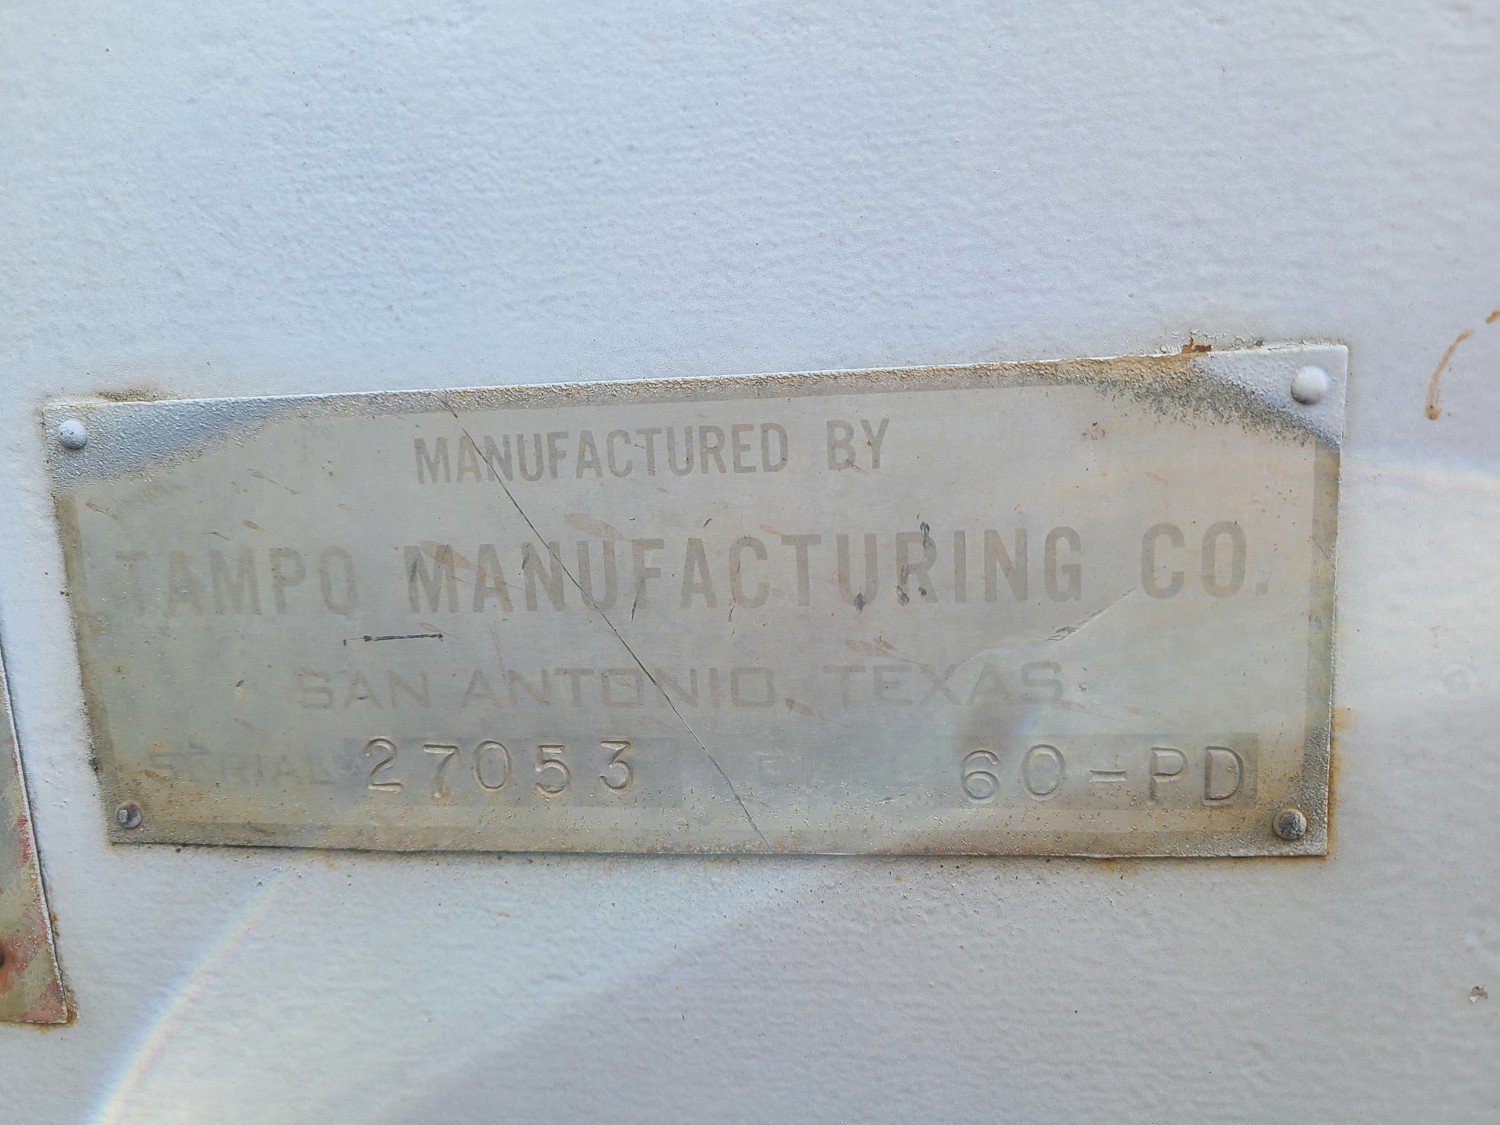 MANUFACTURED BY
TAMPO MANUFACTURING CO.
SAN ANTONIO, TEXAS
SERIAL 27053 60-PD